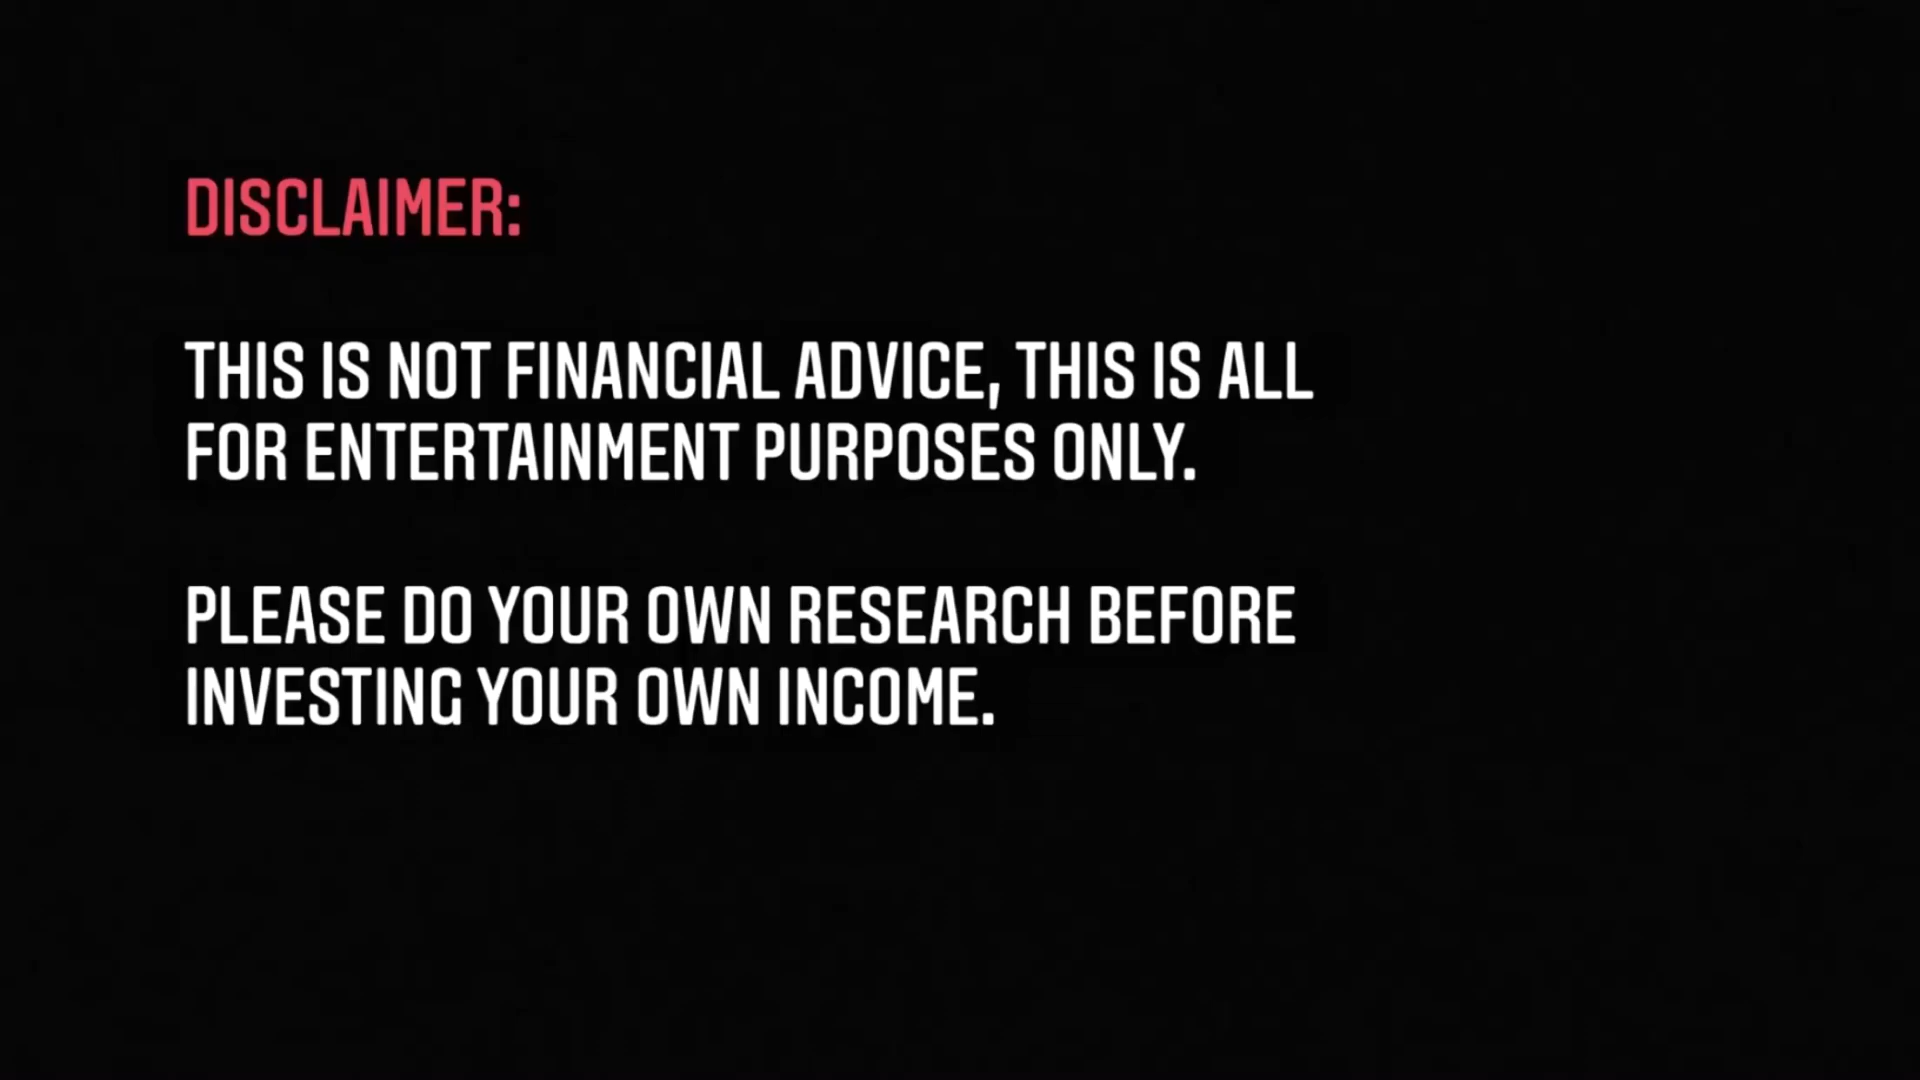 DISCLAIMER:
THIS IS NOT FINANCIAL ADVICE, THIS IS ALL
FOR ENTERTAINMENT PURPOSES ONLY.
PLEASE DO YOUR OWN RESEARCH BEFORE
INVESTING YOUR OWN INCOME.